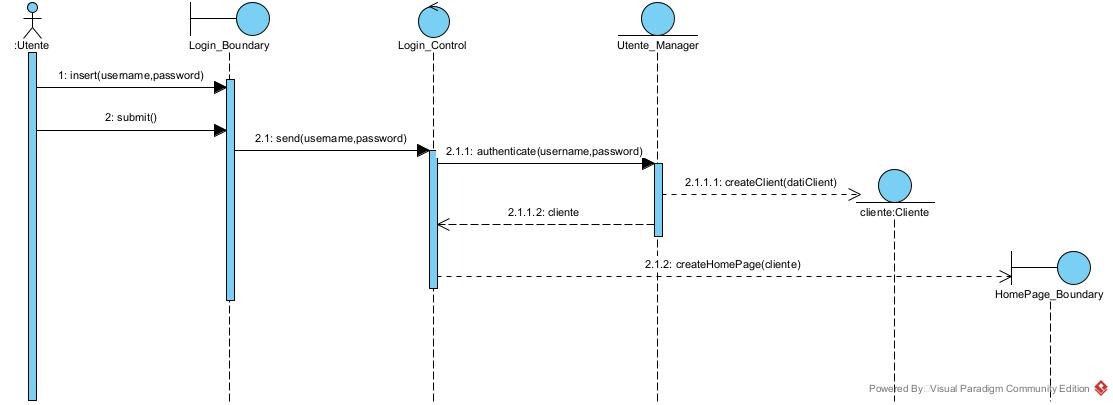 :Utente
Login_Boundary
Login_Control
Utente_Manager
1: insert(username,password)
2: submit()
2.1: send(username,password)
2.1.1: authenticate(username,password)
2.1.1.1: createClient(datiClient)
cliente:Cliente
2.1.1.2: cliente
2.1.2: createHomePage(cliente)
HomePage_Boundary
Powered By Visual Paradigm Community Edition